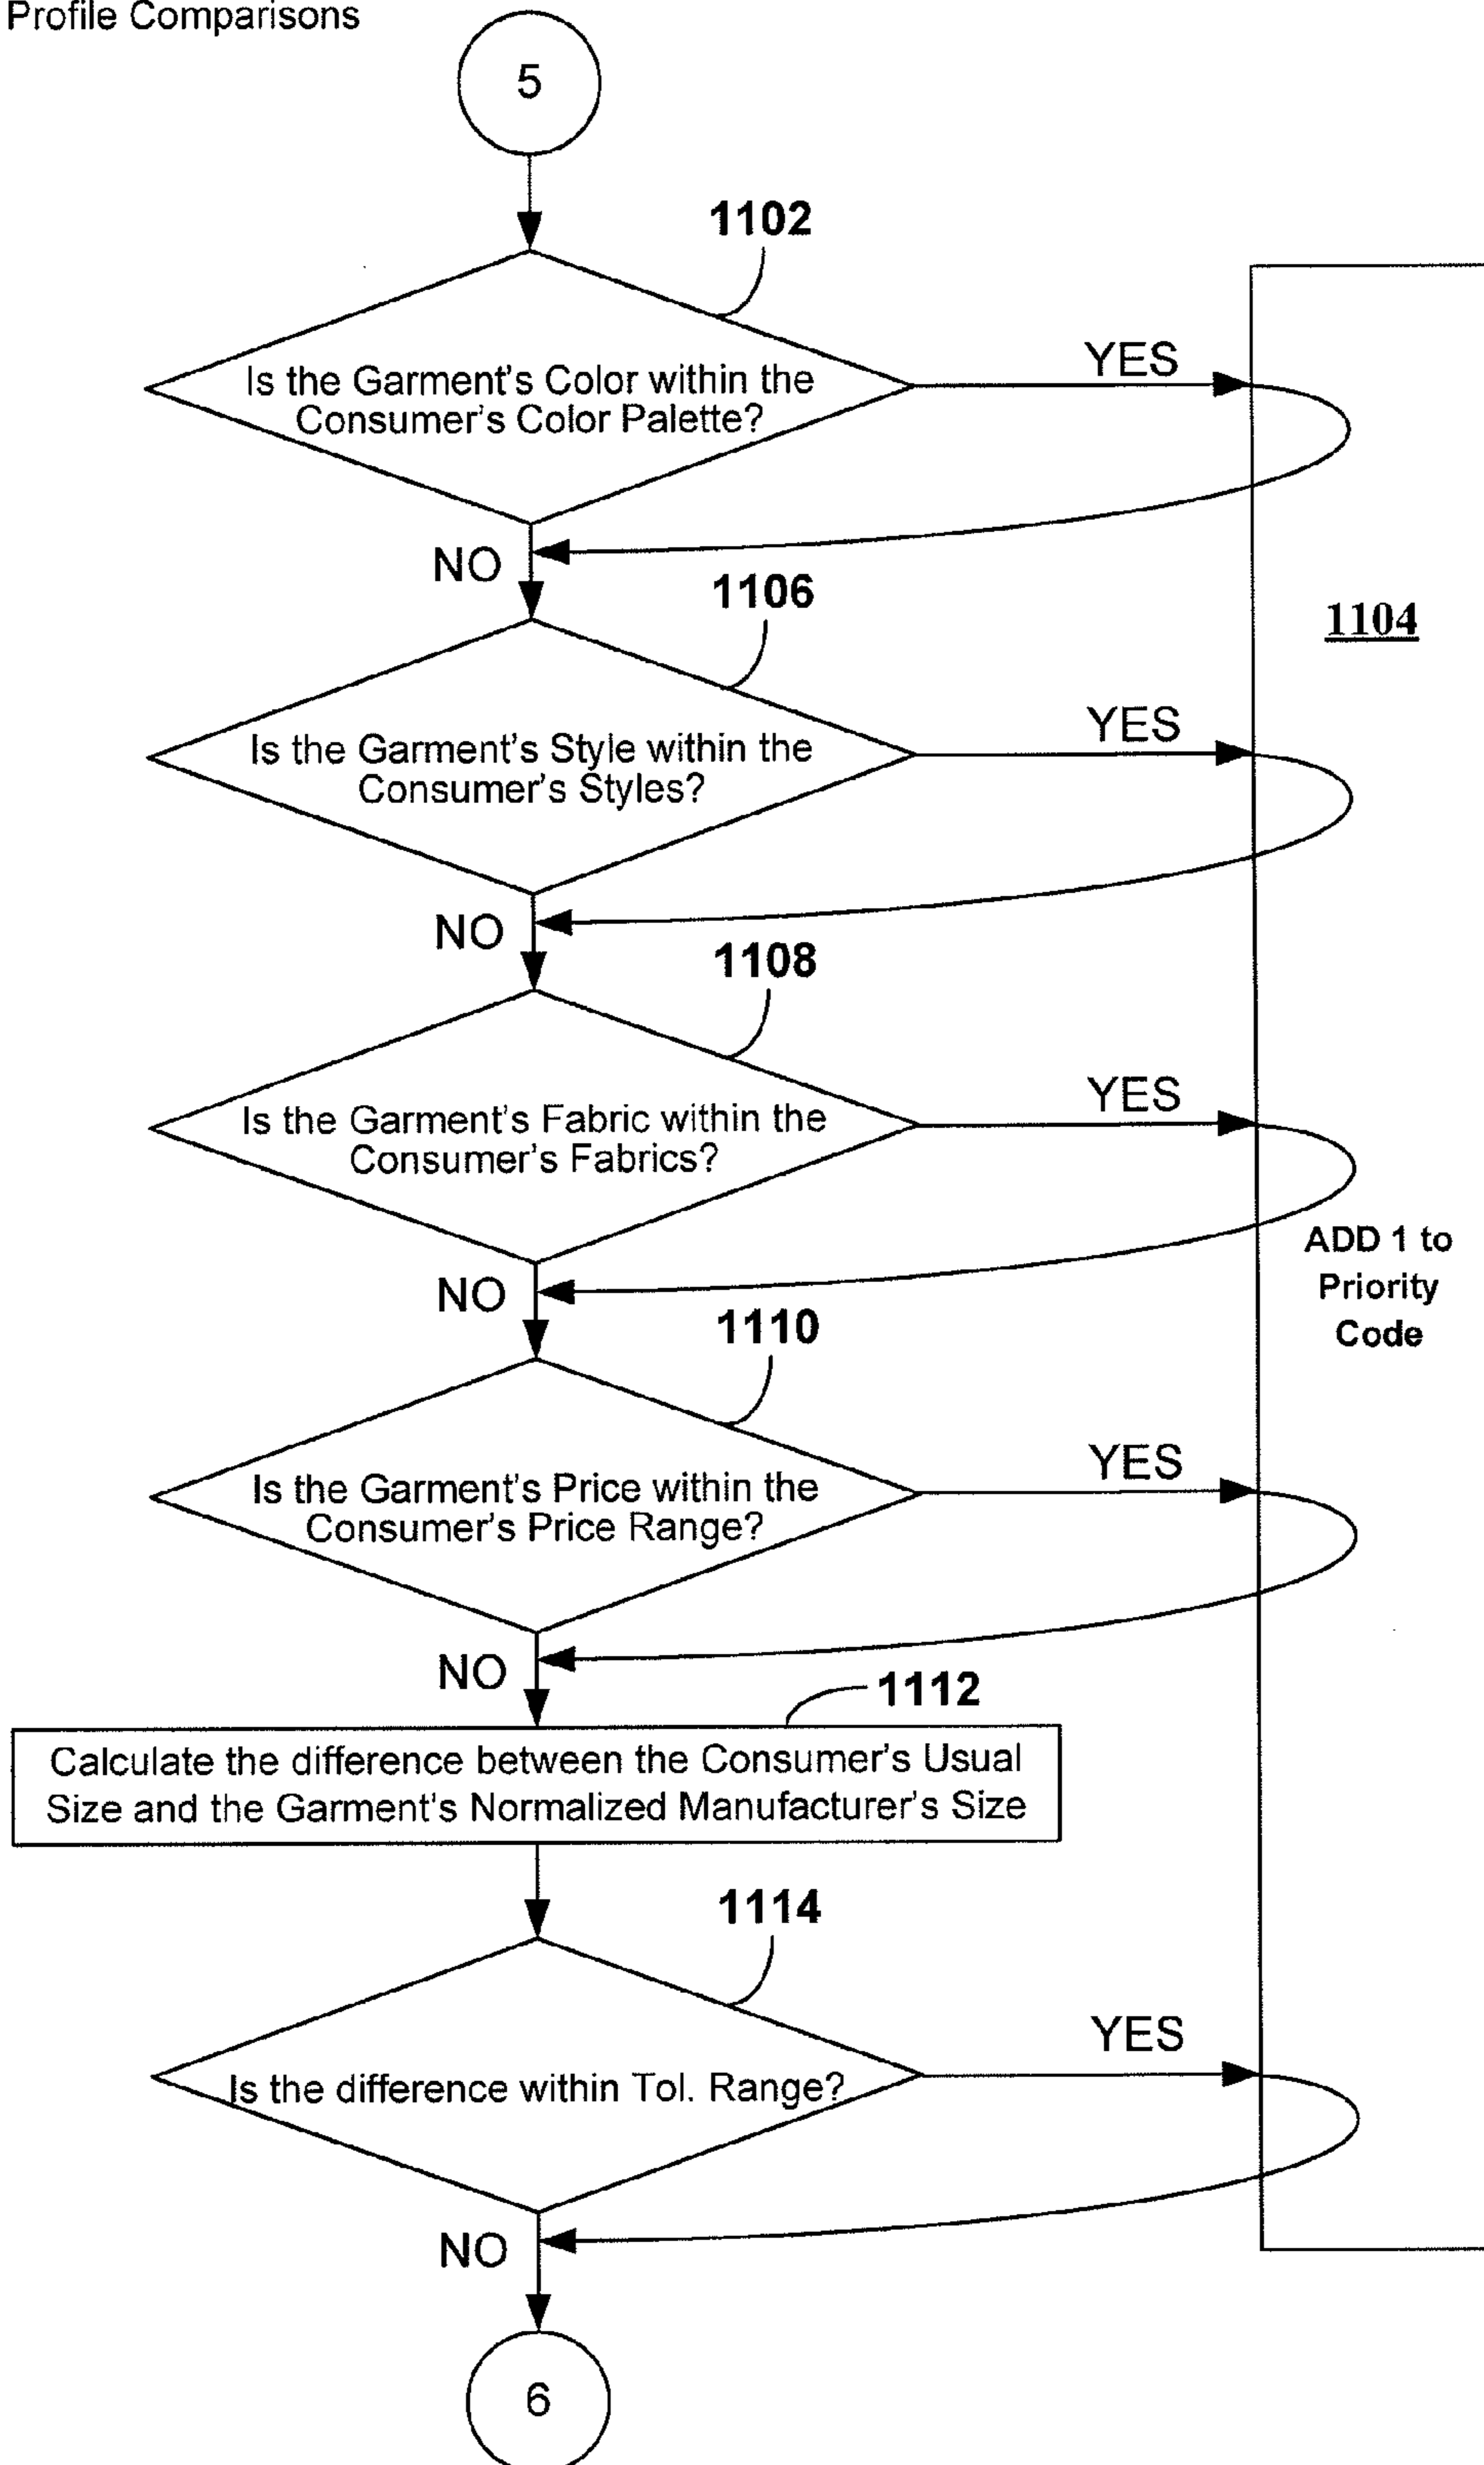 Profile Comparisons
5
1102
Is the Garment's Color within the
Consumer's Color Palette?
YES
NO
1104
1106
Is the Garment's Style within the
Consumer's Styles?
YES
NO
1108
Is the Garment's Fabric within the
Consumer's Fabrics?
YES
NO
ADD 1 to
Priority
Code
1110
Is the Garment's Price within the
Consumer's Price Range?
YES
NO
1112
Calculate the difference between the Consumer's Usual
Size and the Garment's Normalized Manufacturer's Size
1114
Is the difference within Tol. Range?
YES
NO
6